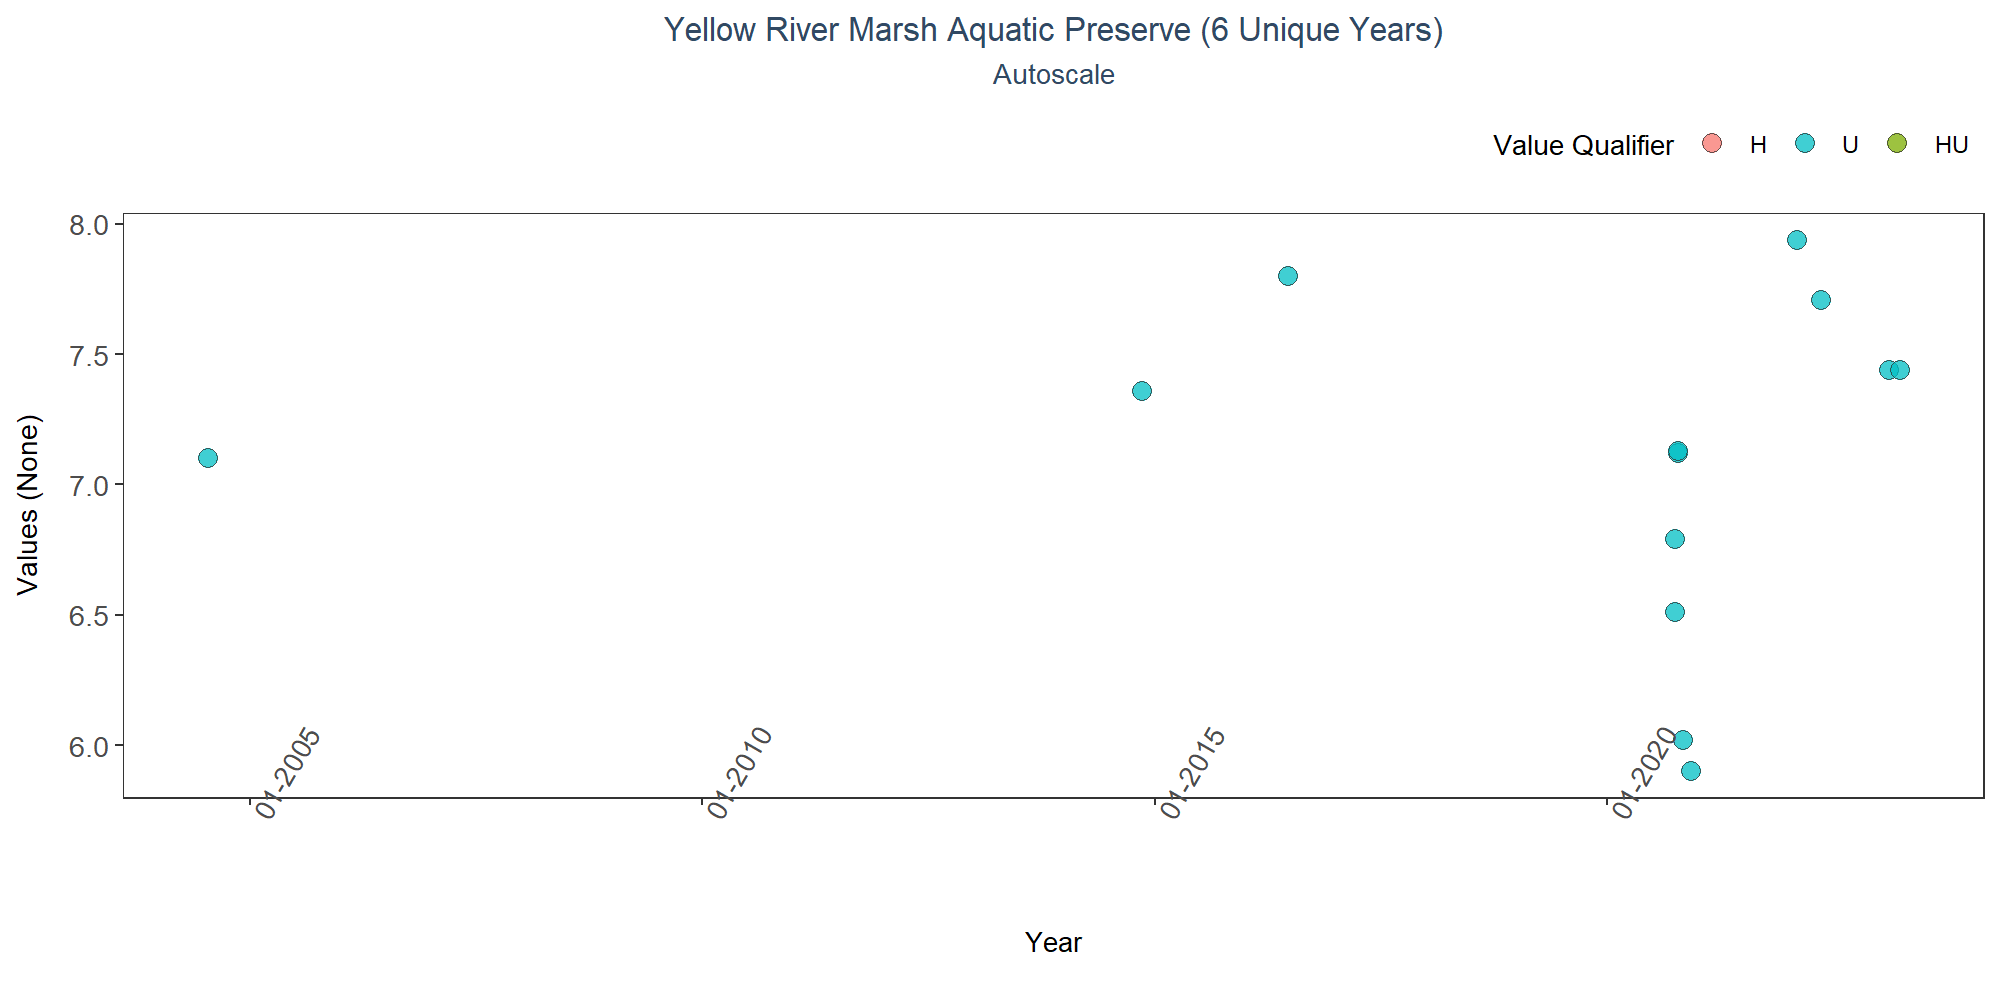 Yellow River Marsh Aquatic Preserve (6 Unique Years)
Autoscale
Value Qualifier H U HU
Values (None)
8.0
7.5
7.0
6.5
6.0
01-2005 01-2010 01-2015 01-2020
Year